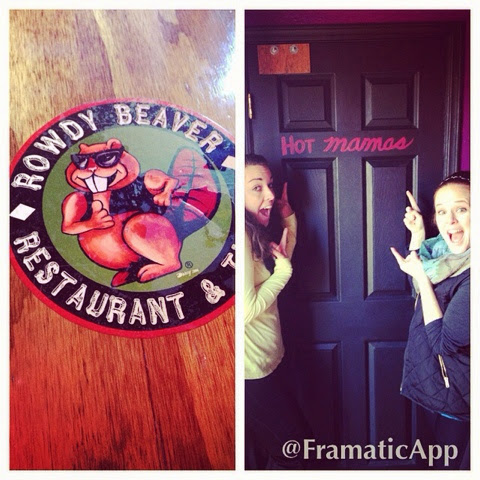 ROWDY BEAVER
RESTAURANT &
HOT mamas
@FramaticApp